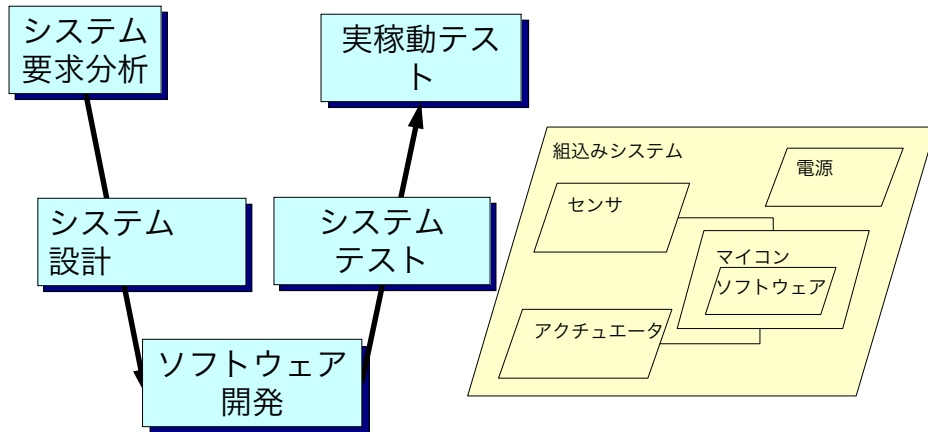 システム
要求分析
実稼動テス
ト
システム
設計
システム
テスト
ソフトウェア
開発
組込みシステム
電源
センサ
マイコン
ソフトウェア
アクチュエータ